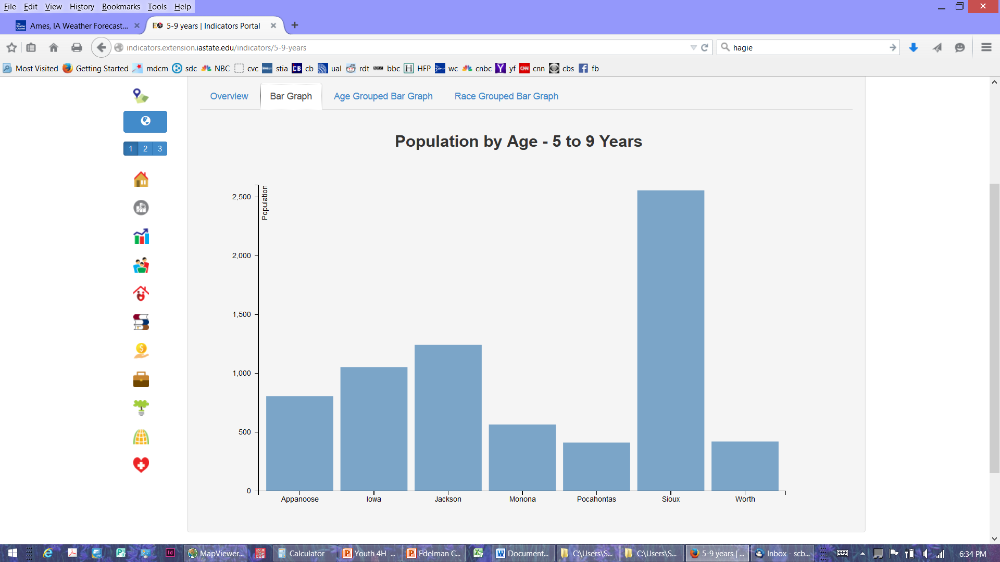 File Edit View History Bookmarks Tools Help
Ames, IA Weather Forecast... 5-9 years | Indicators Portal
indicators.extension.iastate.edu/indicators/5-9-years hagie
Most Visited Getting Started mdcm sdc NBC cvc stia cb ual rdt bbc HFP wc cnbc yf cnn cbs fb
Overview Bar Graph Age Grouped Bar Graph Race Grouped Bar Graph
1 2 3
Population by Age - 5 to 9 Years
Population
2,500
2,000
1,500
1,000
500
0
Appanoose Iowa Jackson Monona Pocahontas Sioux Worth
MapViewer... Calculator Youth 4H ... Edelman C... Document... C:\Users\S... C:\Users\S... 5-9 years | ... Inbox - scb... 6:34 PM